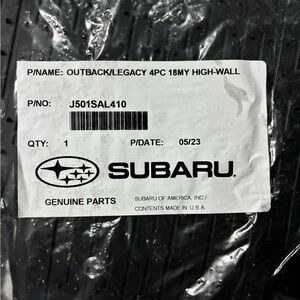 P/NAME: OUTBACK/LEGACY 4PC 18MY HIGH-WALL
P/NO: J501SAL410
QTY: 1 P/DATE: 05/23
SUBARU.
GENUINE PARTS
SUBARU OF AMERICA, INC./
CONTENTS MADE IN U.S.A.